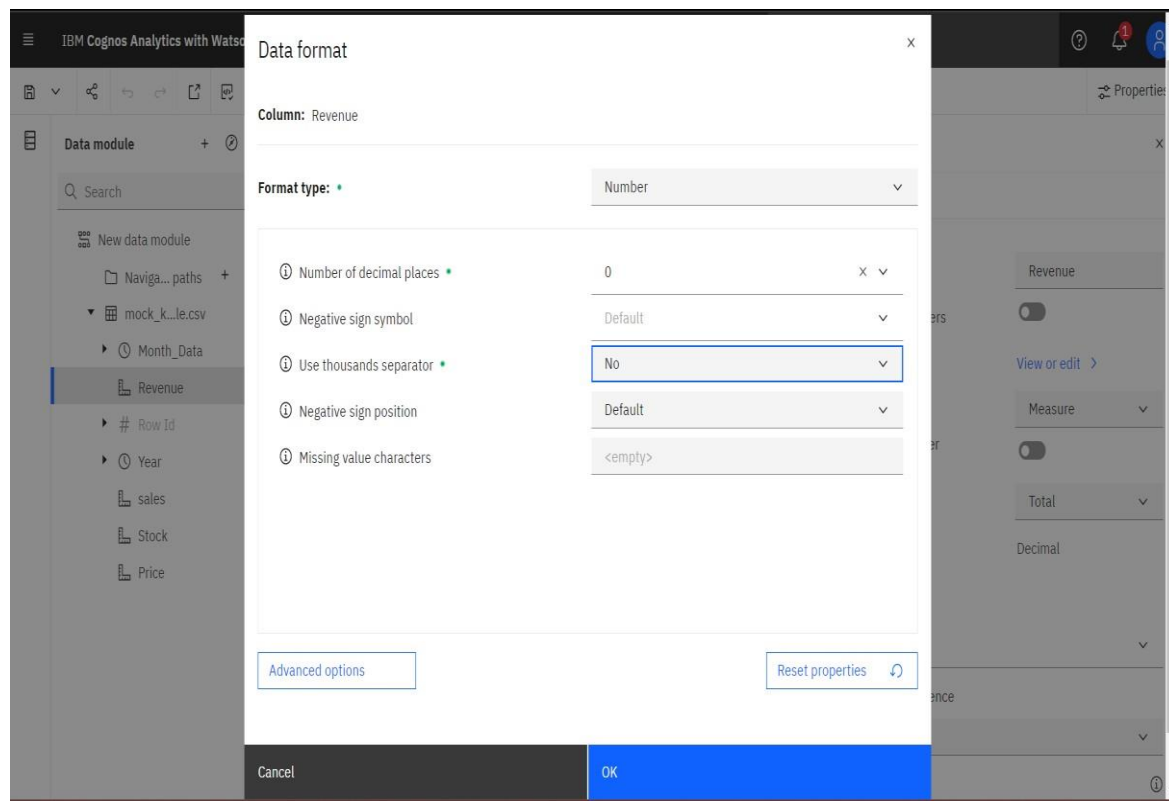 IBM Cognos Analytics with Watso
1
Properties
Data module
Search
New data module
Naviga... paths
mock_k...le.csv
Month_Data
Revenue
# Row Id
Year
sales
Stock
Price
Data format
X
Column: Revenue
Format type:
Number
Number of decimal places
0
Negative sign symbol
Default
Use thousands separator
No
Negative sign position
Default
Missing value characters
<empty>
Advanced options
Reset properties
Cancel
OK
Revenue
ers
View or edit
Measure
er
Total
Decimal
ence